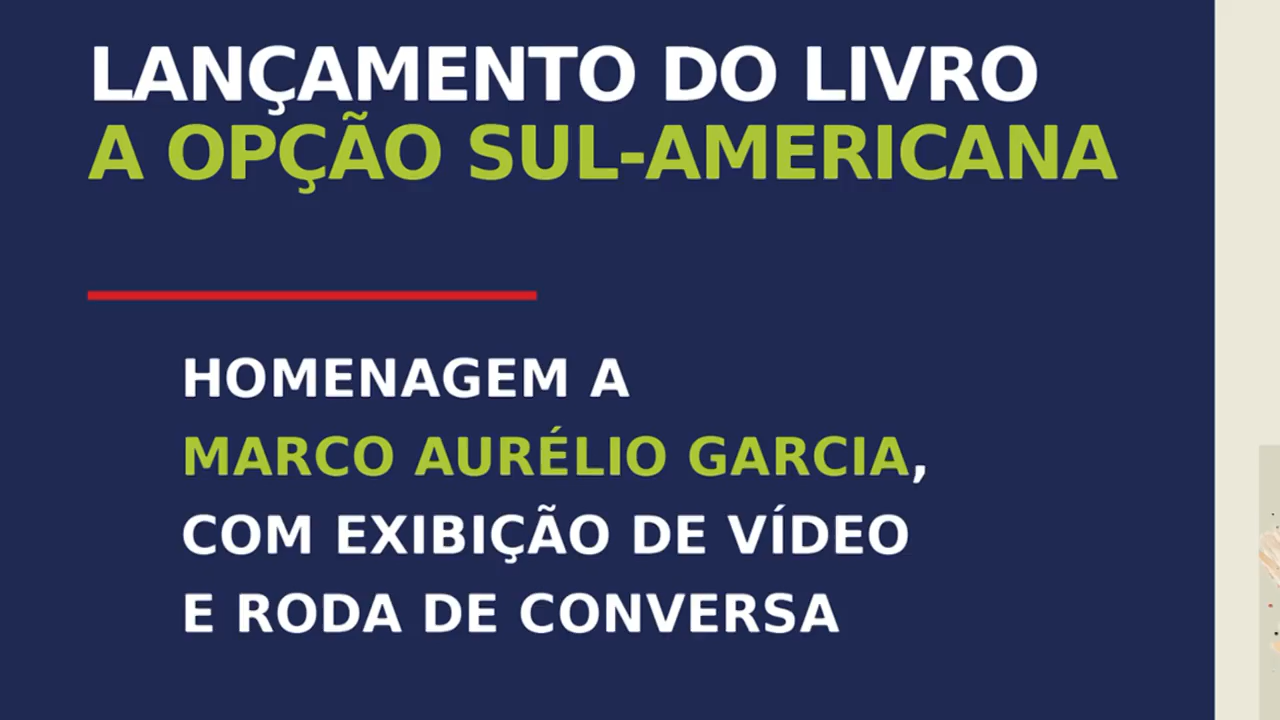 LANÇAMENTO DO LIVRO
A OPÇÃO SUL-AMERICANA
HOMENAGEM A
MARCO AURÉLIO GARCIA,
COM EXIBIÇÃO DE VÍDEO
E RODA DE CONVERSA